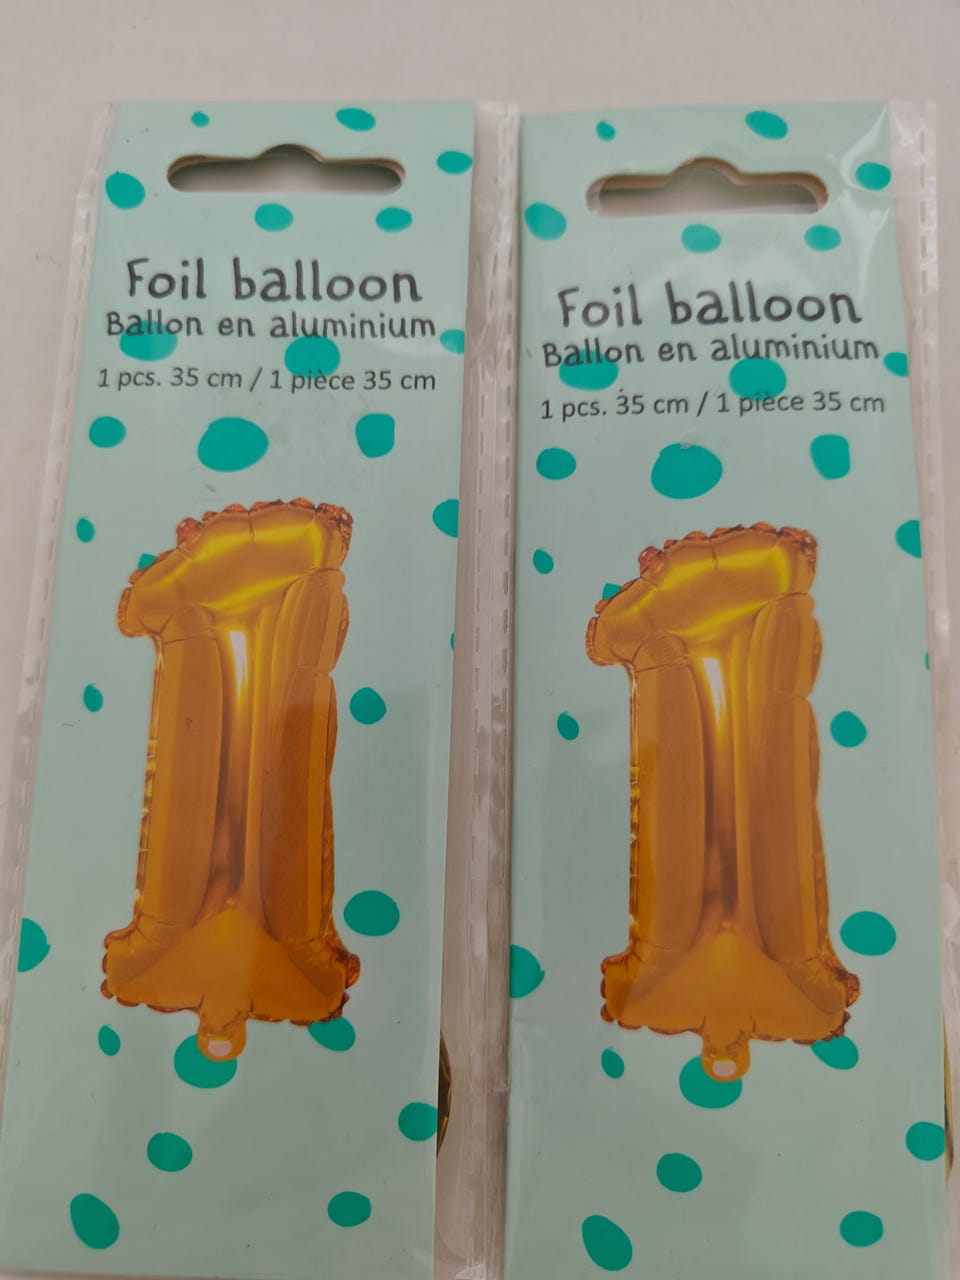 Foil balloon
Ballon en aluminium
1 pcs. 35 cm / 1 pièce 35 cm
Foil balloon
Ballon en aluminium
1 pcs. 35 cm / 1 pièce 35 cm